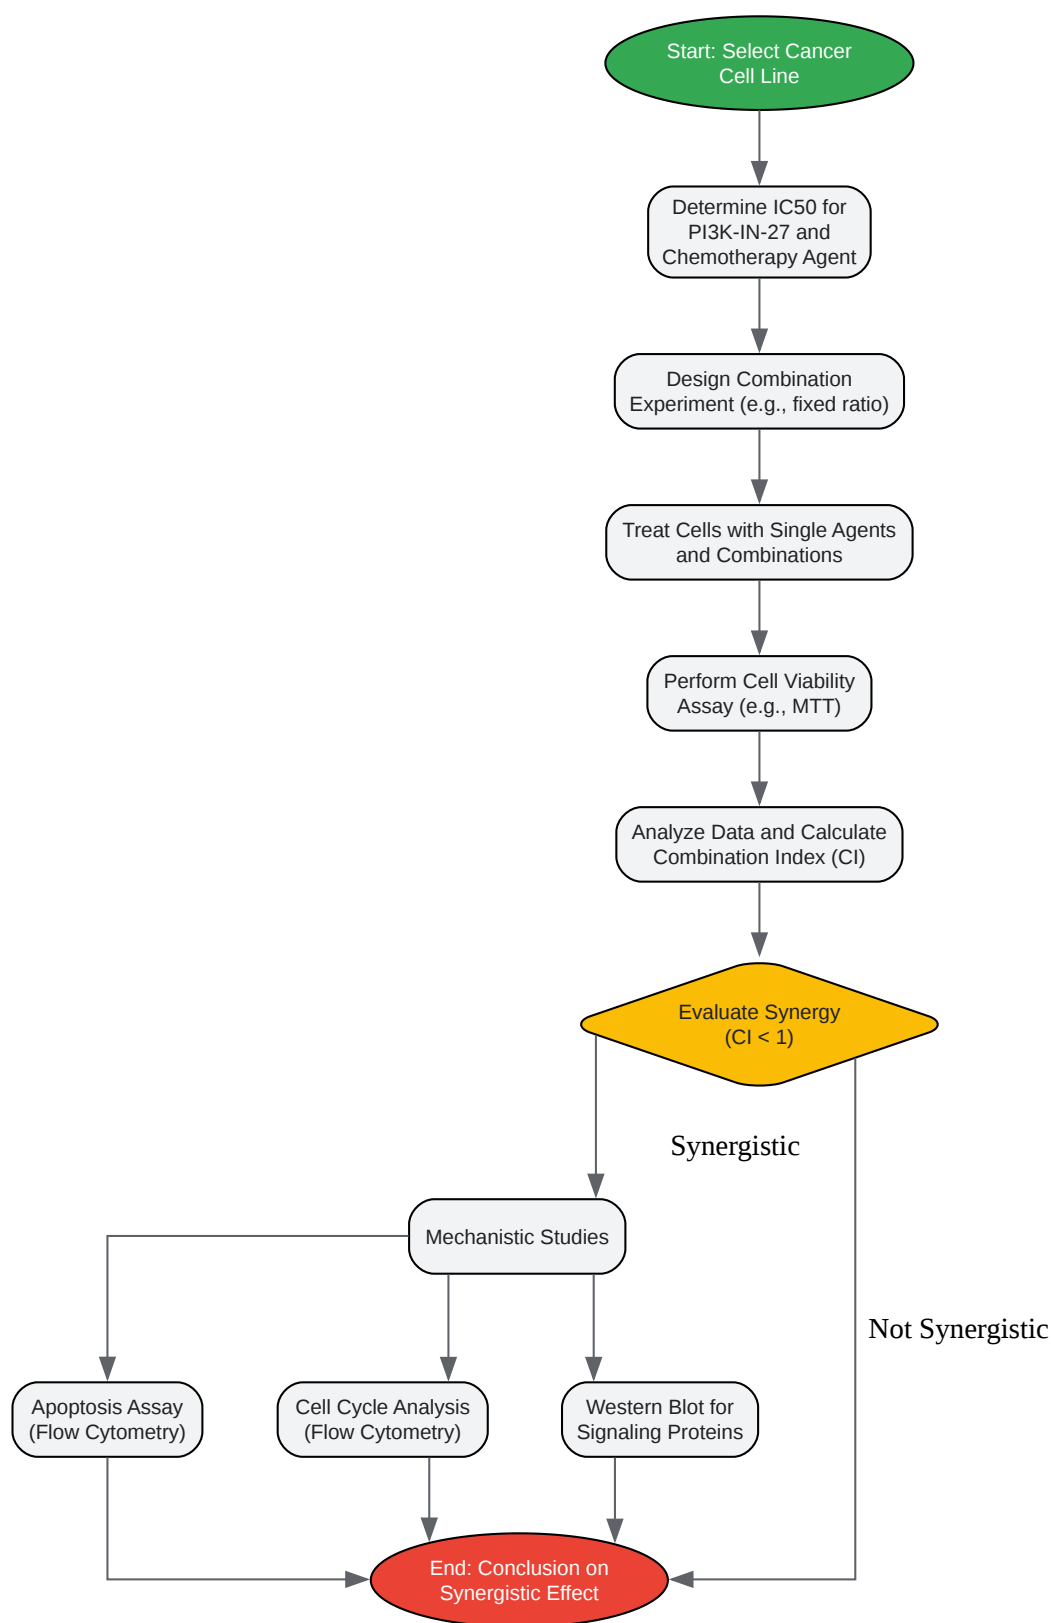 Start: Select Cancer
Cell Line
Determine IC50 for
PI3K-IN-27 and
Chemotherapy Agent
Design Combination
Experiment (e.g., fixed ratio)
Treat Cells with Single Agents
and Combinations
Perform Cell Viability
Assay (e.g., MTT)
Analyze Data and Calculate
Combination Index (CI)
Evaluate Synergy
(CI < 1)
Synergistic
Mechanistic Studies
Not Synergistic
Apoptosis Assay
(Flow Cytometry)
Cell Cycle Analysis
(Flow Cytometry)
Western Blot for
Signaling Proteins
End: Conclusion on
Synergistic Effect